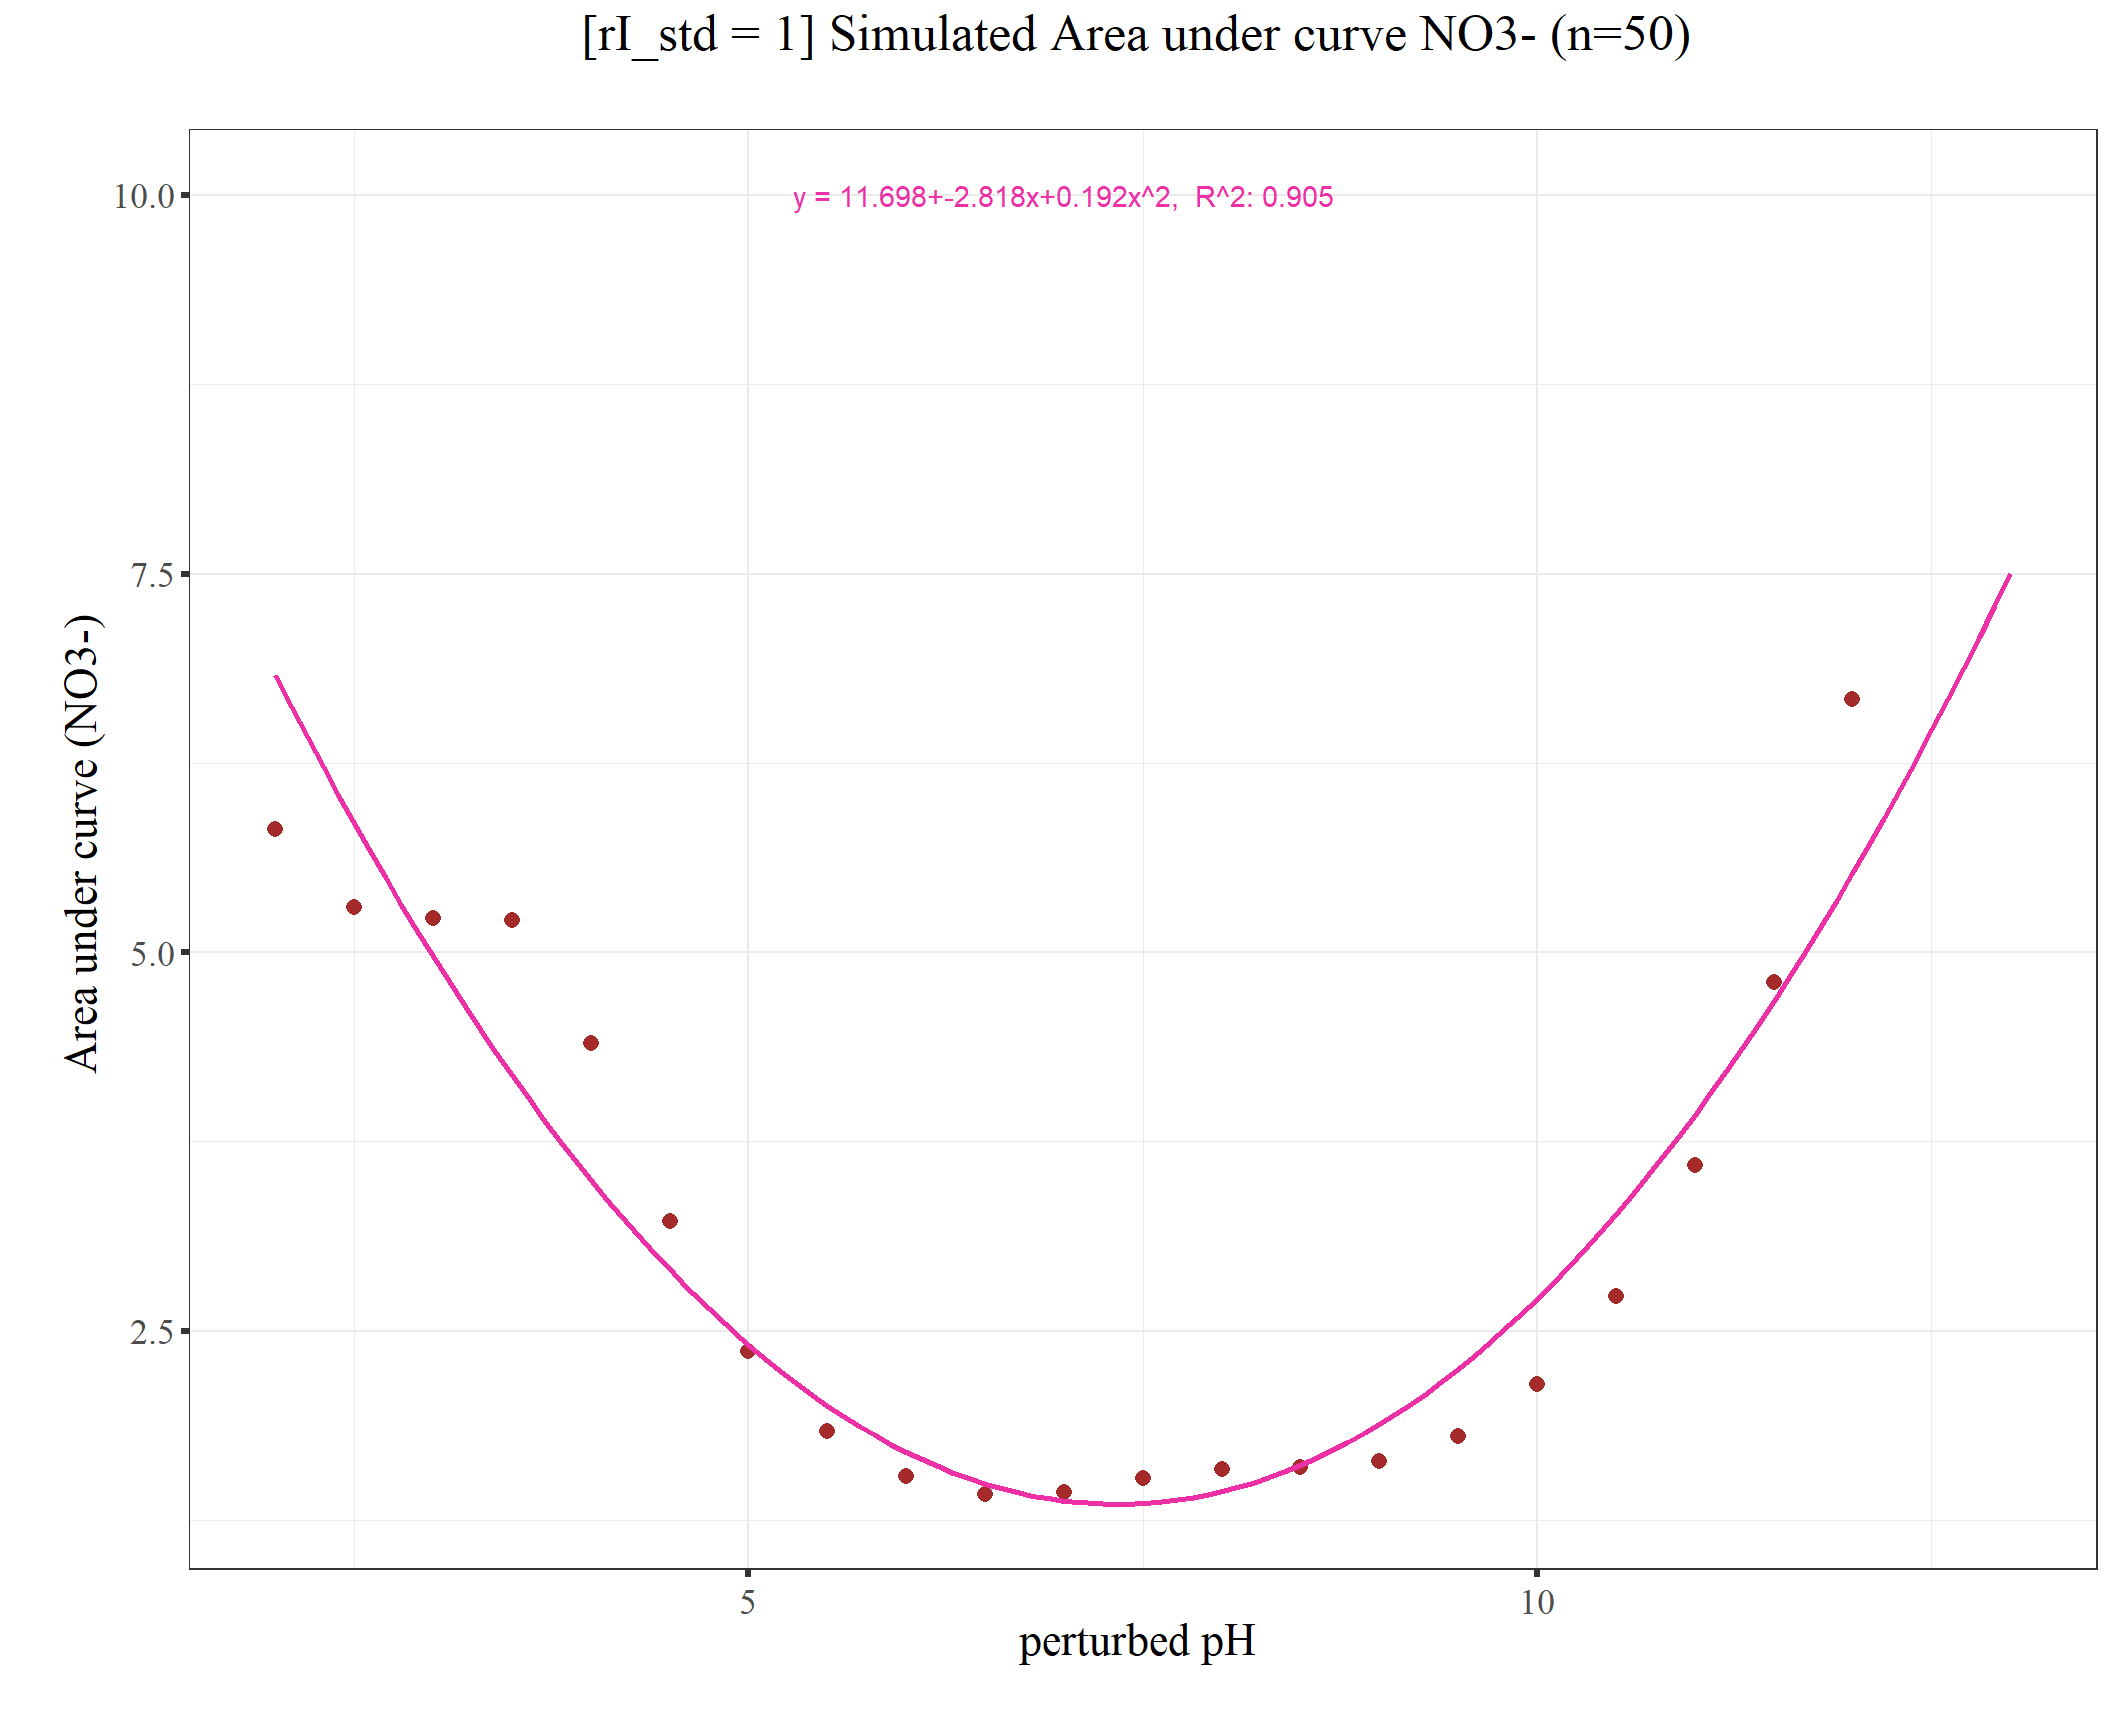 [rI_std = 1] Simulated Area under curve NO3- (n=50)
y = 11.698+-2.818x+0.192x^2,  R^2: 0.905
10.0
7.5
5.0
2.5
Area under curve (NO3-)
5
10
perturbed pH